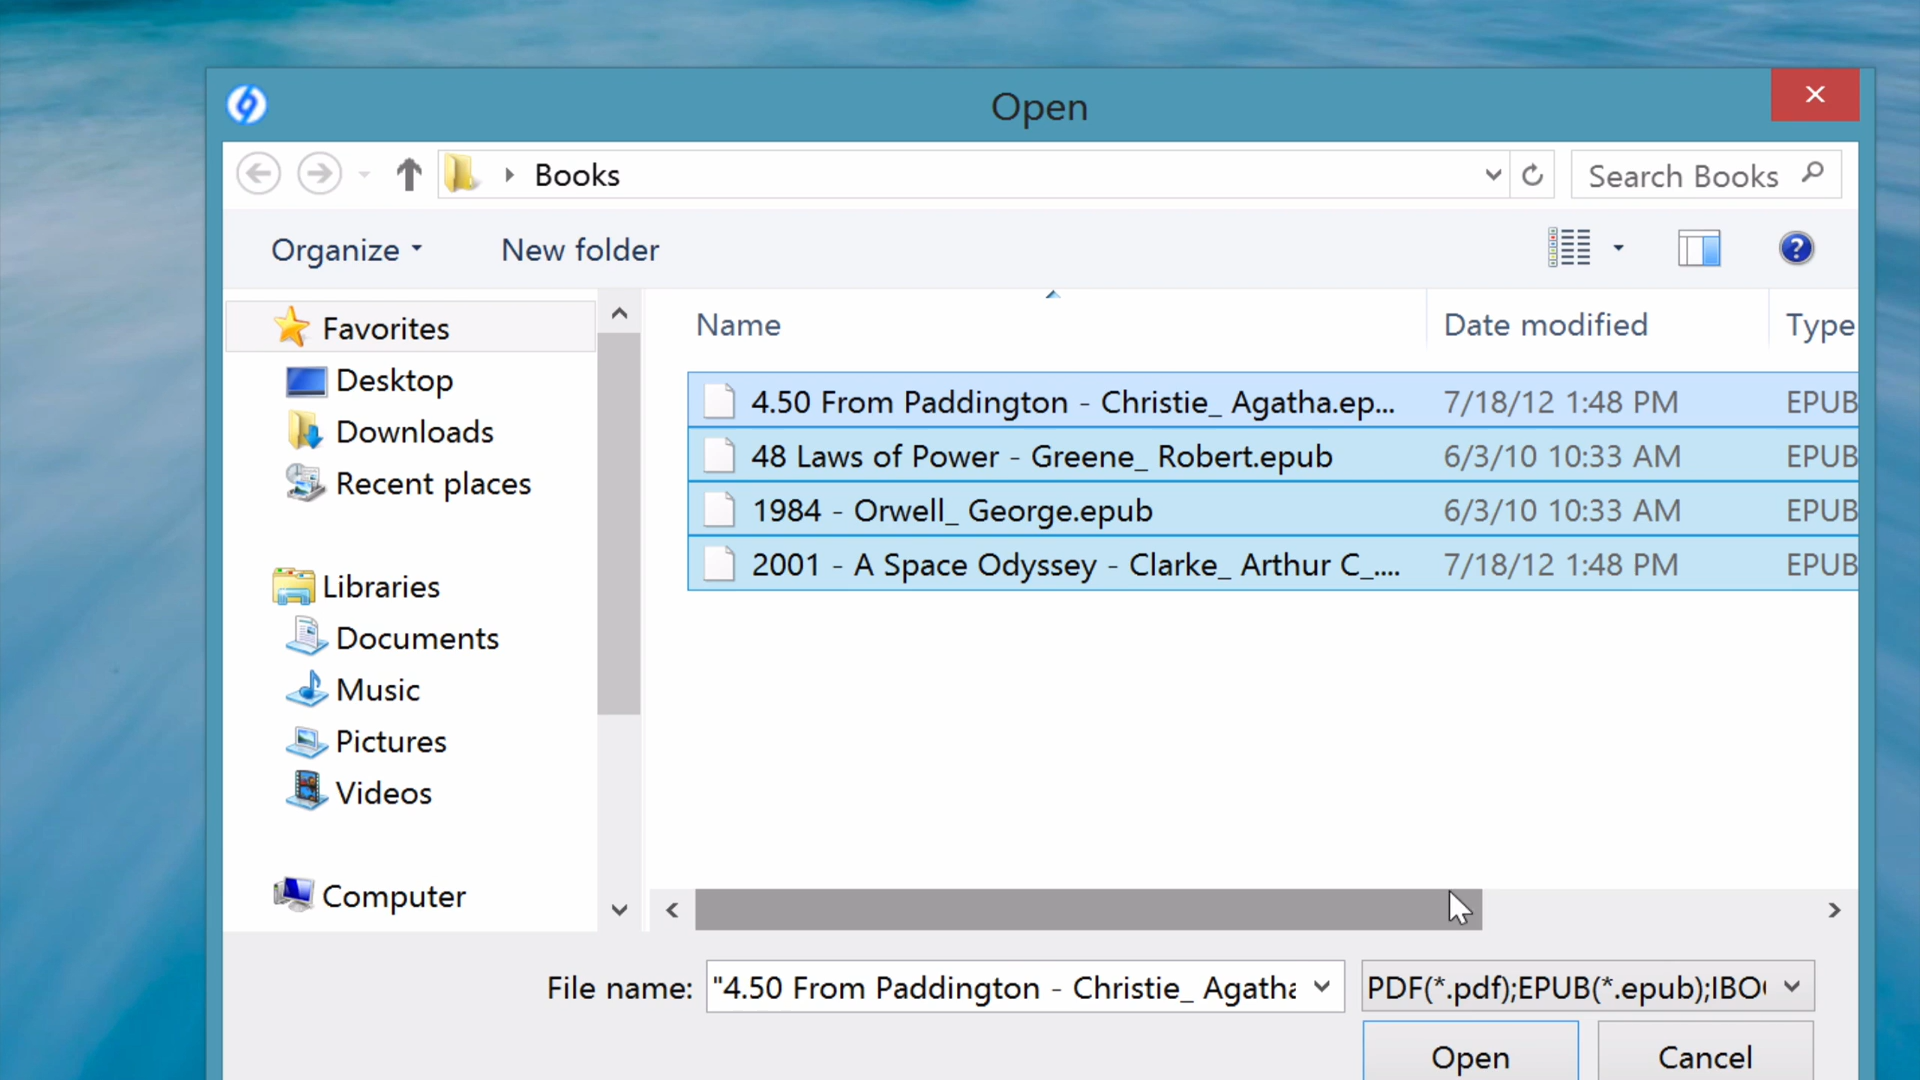 Open
Books
Search Books
Organize
New folder
Name
Date modified
Type
Favorites
Desktop
Downloads
Recent places
Libraries
Documents
Music
Pictures
Videos
Computer
4.50 From Paddington - Christie_ Agatha.ep... 7/18/12 1:48 PM EPUB
48 Laws of Power - Greene_ Robert.epub 6/3/10 10:33 AM EPUB
1984 - Orwell_ George.epub 6/3/10 10:33 AM EPUB
2001 - A Space Odyssey - Clarke_ Arthur C_.... 7/18/12 1:48 PM EPUB
File name: "4.50 From Paddington - Christie_ Agatha
PDF(*.pdf);EPUB(*.epub);IBO
Open
Cancel